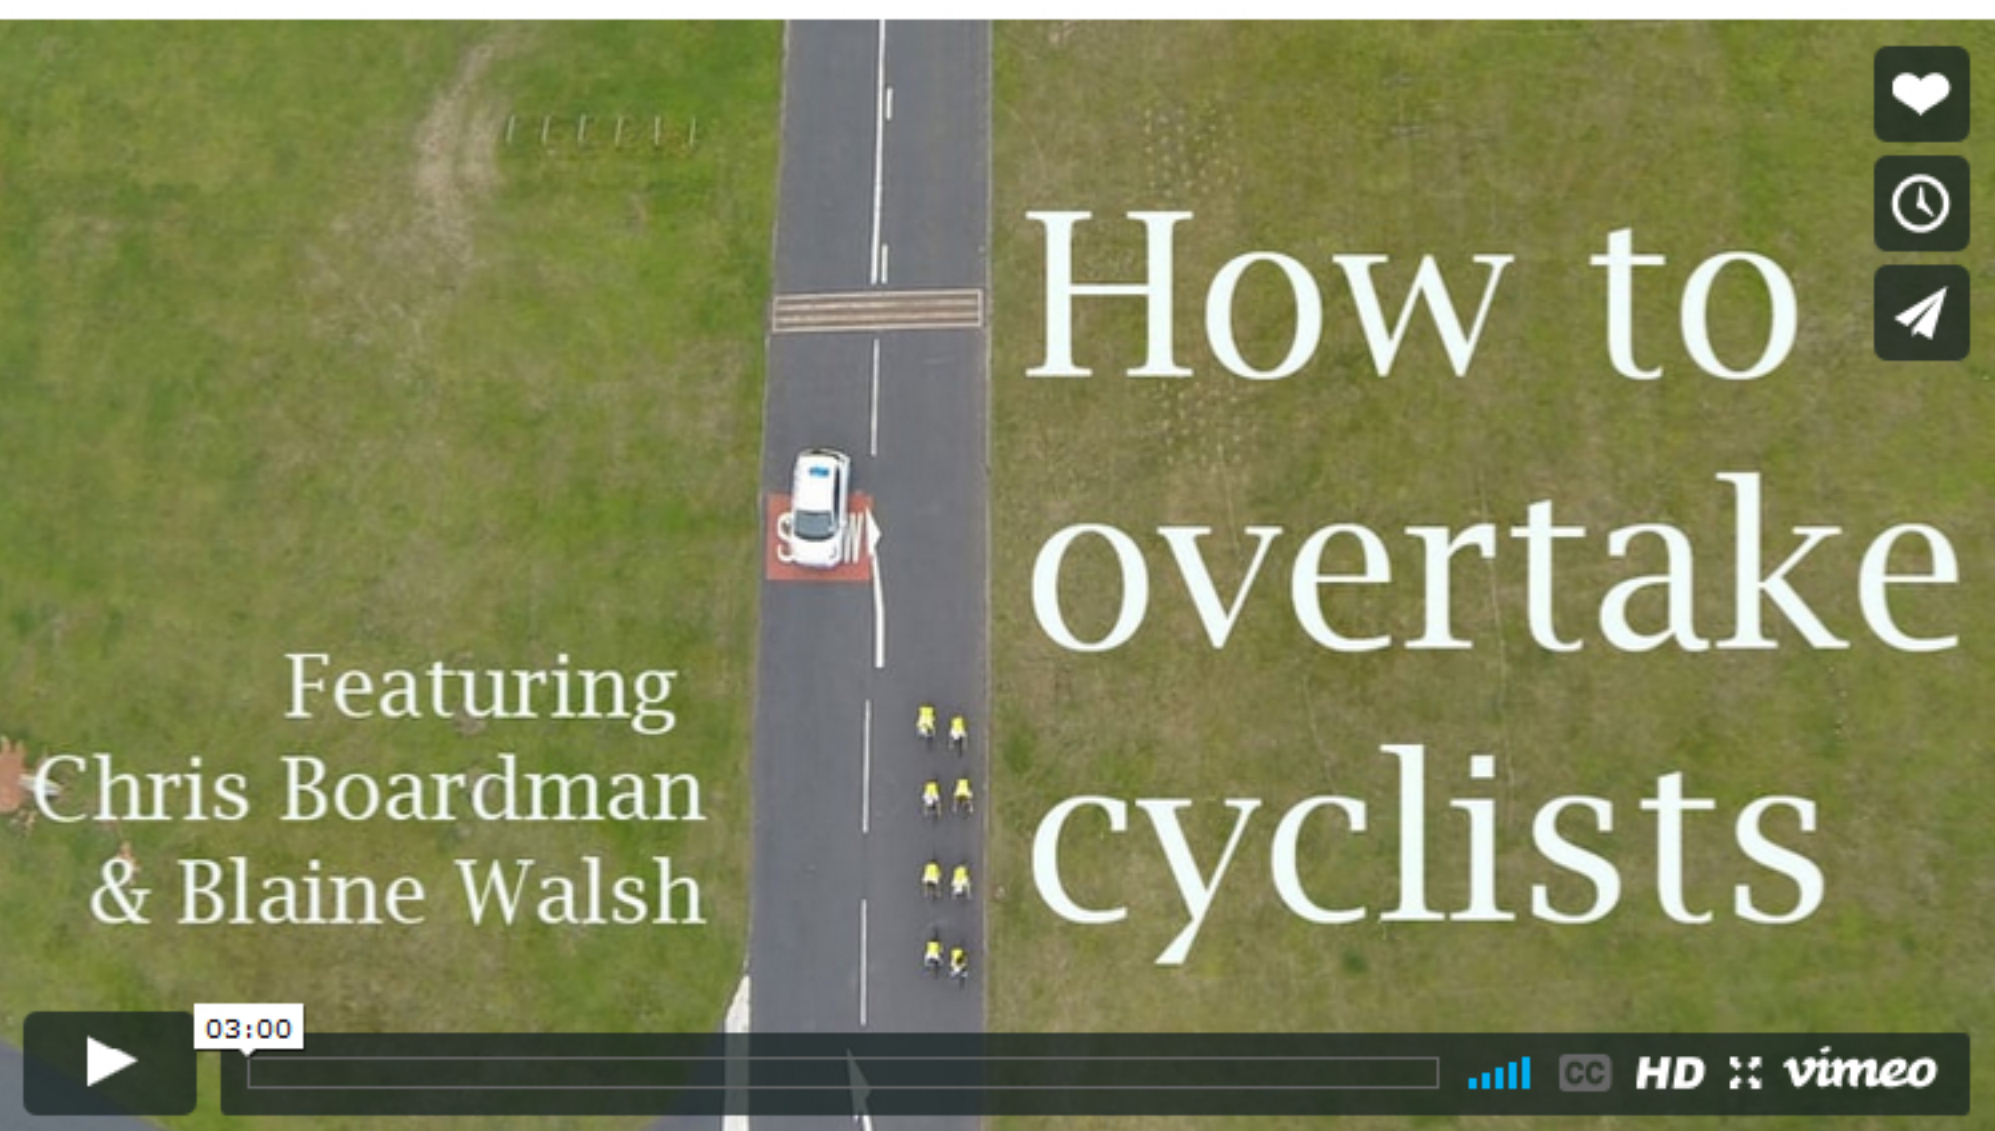 How to
overtake
cyclists
Featuring
Chris Boardman
& Blaine Walsh
03:00
CC
HD
vimeo